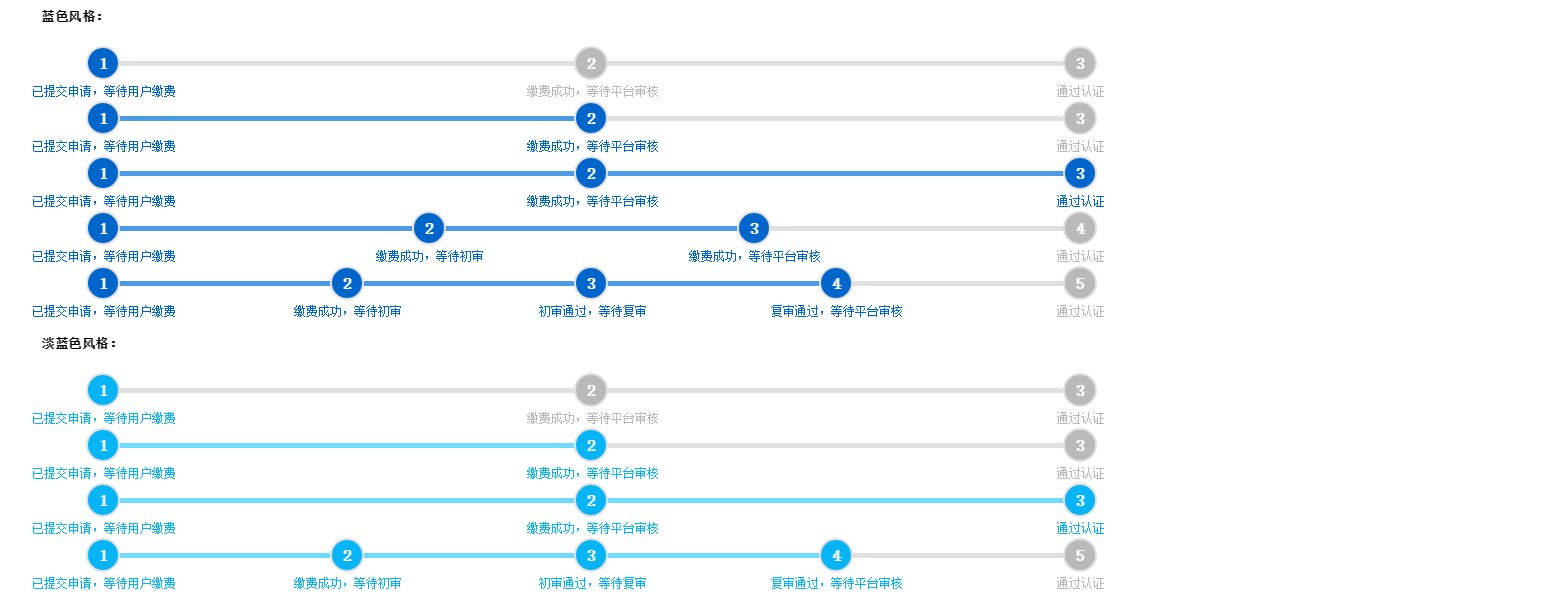 蓝色风格：
1 2 3
已提交申请，等待用户缴费 缴费成功，等待平台审核 通过认证
1 2 3
已提交申请，等待用户缴费 缴费成功，等待平台审核 通过认证
1 2 3
已提交申请，等待用户缴费 缴费成功，等待平台审核 通过认证
1 2 3 4
已提交申请，等待用户缴费 缴费成功，等待初审 缴费成功，等待平台审核 通过认证
1 2 3 4 5
已提交申请，等待用户缴费 缴费成功，等待初审 初审通过，等待复审 复审通过，等待平台审核 通过认证
淡蓝色风格：
1 2 3
已提交申请，等待用户缴费 缴费成功，等待平台审核 通过认证
1 2 3
已提交申请，等待用户缴费 缴费成功，等待平台审核 通过认证
1 2 3
已提交申请，等待用户缴费 缴费成功，等待平台审核 通过认证
1 2 3 4 5
已提交申请，等待用户缴费 缴费成功，等待初审 初审通过，等待复审 复审通过，等待平台审核 通过认证